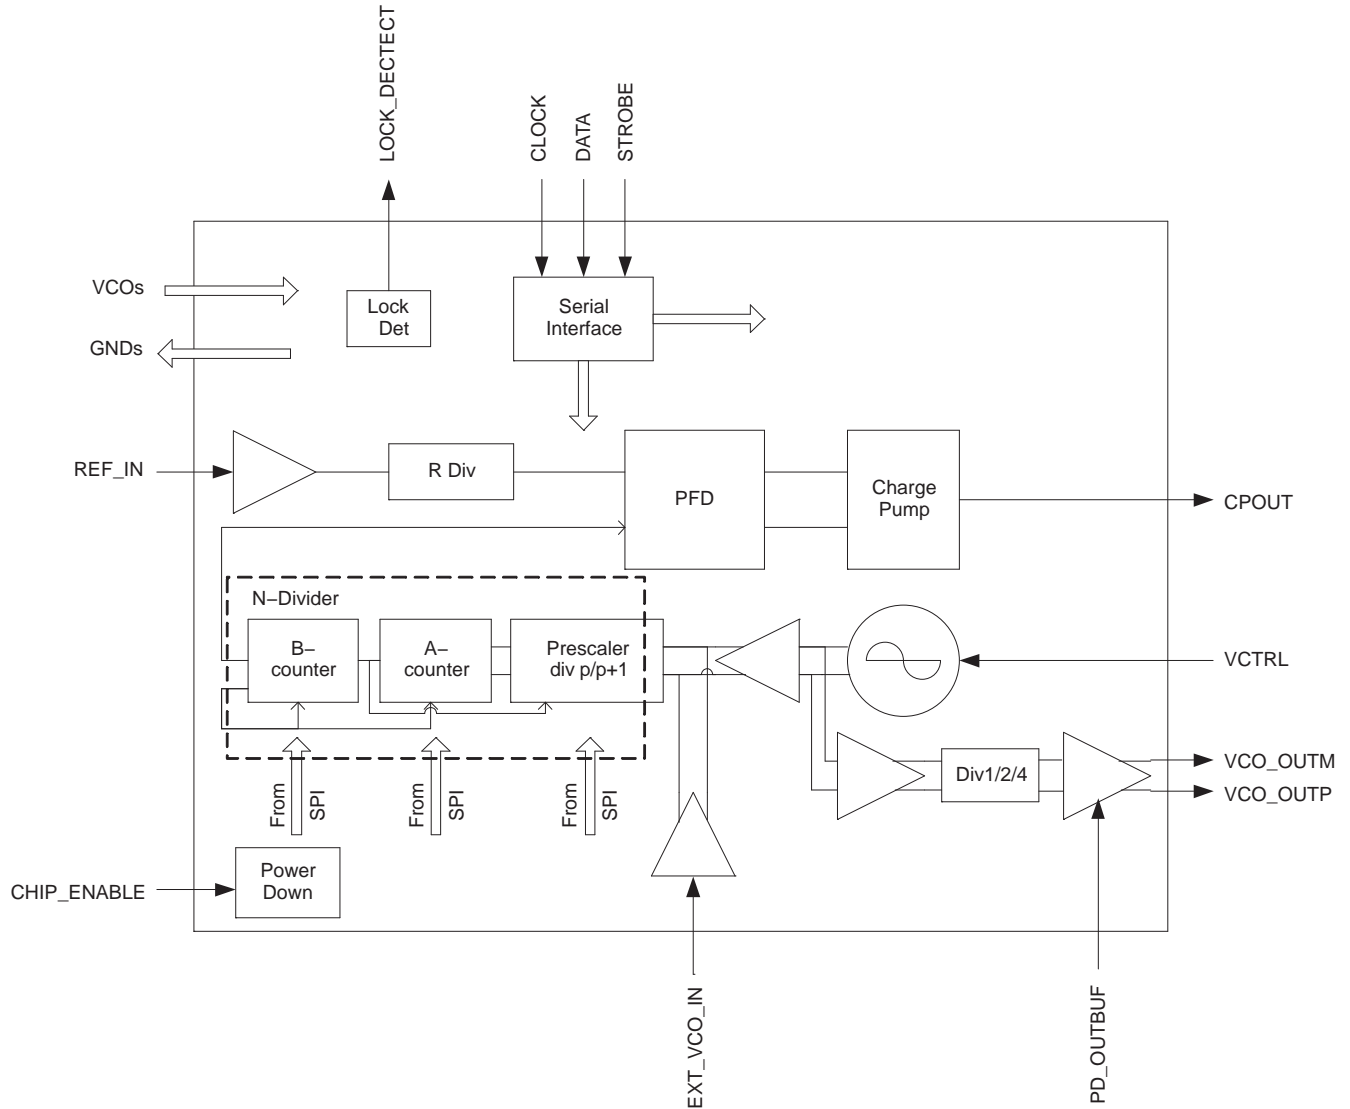 LOCK_DECTECT
CLOCK
DATA
STROBE
VCOs
GNDs
Lock
Det
Serial
Interface
REF_IN
R Div
PFD
Charge
Pump
CPOUT
N–Divider
B–
counter
A–
counter
Prescaler
div p/p+1
VCTRL
From
SPI
From
SPI
From
SPI
Div1/2/4
VCO_OUTM
VCO_OUTP
CHIP_ENABLE
Power
Down
EXT_VCO_IN
PD_OUTBUF